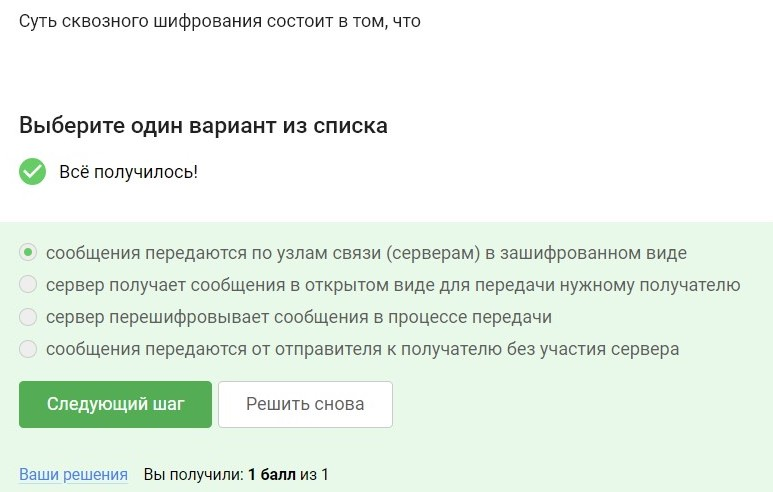 Суть сквозного шифрования состоит в том, что
Выберите один вариант из списка
Всё получилось!
сообщения передаются по узлам связи (серверам) в зашифрованном виде
сервер получает сообщения в открытом виде для передачи нужному получателю
сервер перешифровывает сообщения в процессе передачи
сообщения передаются от отправителя к получателю без участия сервера
Следующий шаг Решить снова
Ваши решения Вы получили: 1 балл из 1